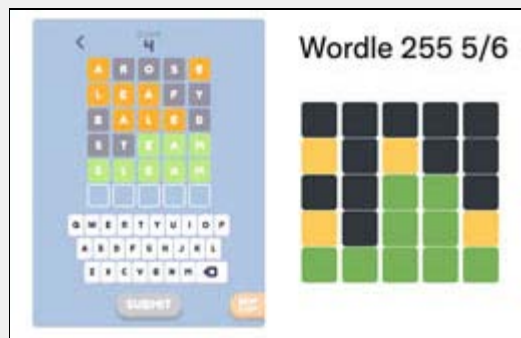 4
Wordle 255 5/6
A R O S E
L E A F Y
B A L E D
S T E A M
G L E A M
Q W E R T Y U I O P
A S D F G H J K L
Z X C V B N M
SUBMIT